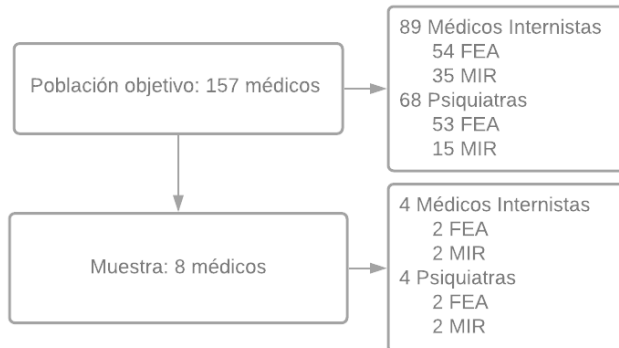 Población objetivo: 157 médicos
89 Médicos Internistas
54 FEA
35 MIR
68 Psiquiatras
53 FEA
15 MIR
Muestra: 8 médicos
4 Médicos Internistas
2 FEA
2 MIR
4 Psiquiatras
2 FEA
2 MIR